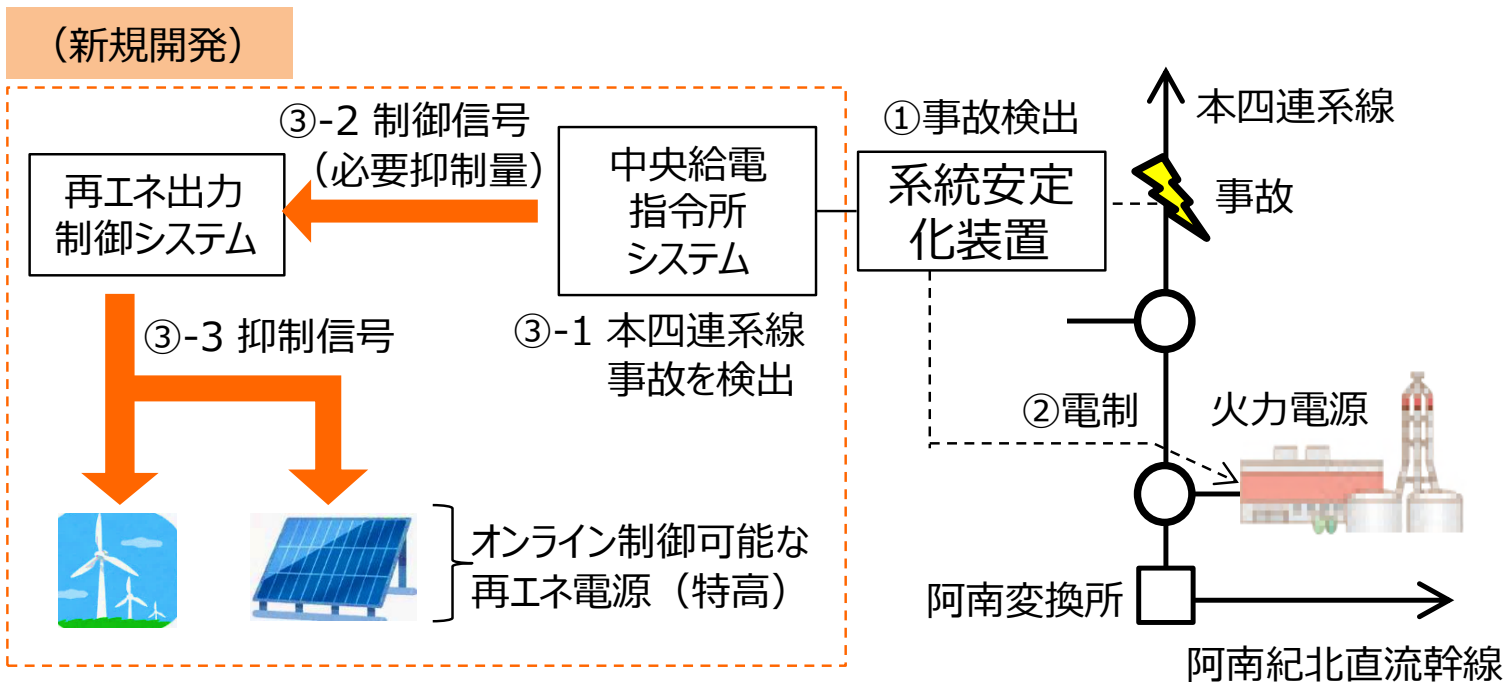 （新規開発）
③-2 制御信号
（必要抑制量）
再エネ出力
制御システム
中央給電
指令所
システム
①事故検出
系統安定
化装置
本四連系線
事故
③-1 本四連系線
事故を検出
③-3 抑制信号
②電制
火力電源
オンライン制御可能な
再エネ電源（特高）
阿南変換所
阿南紀北直流幹線